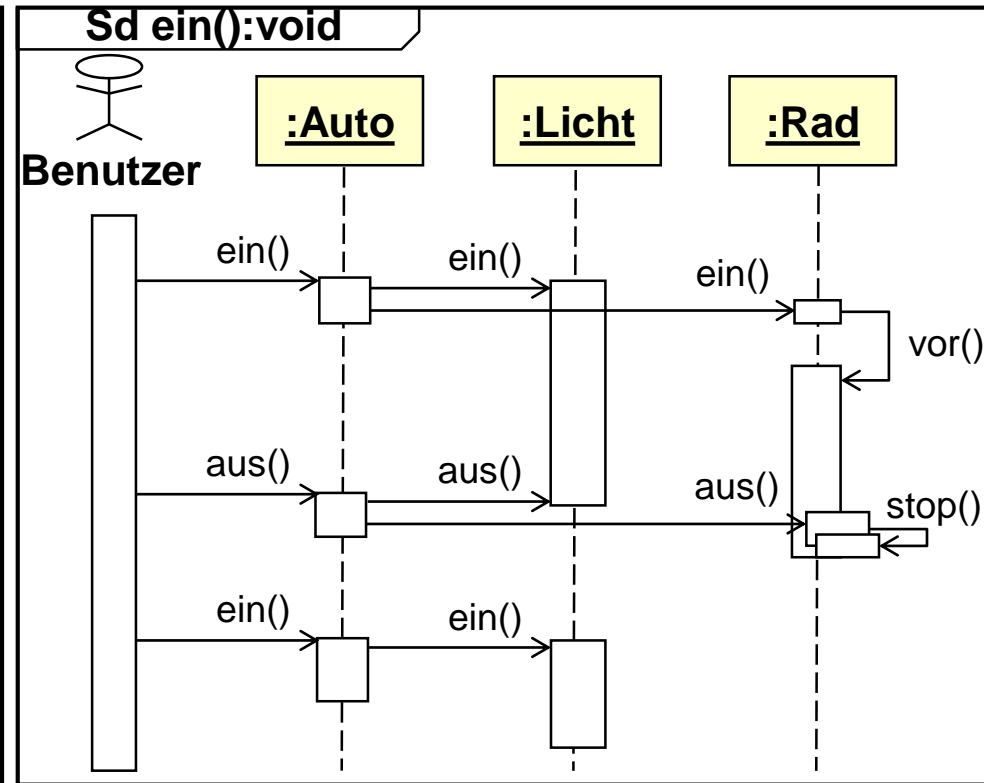 Sd ein():void
Benutzer
:Auto
:Licht
:Rad
ein()
ein()
ein()
vor()
aus()
aus()
aus()
stop()
ein()
ein()